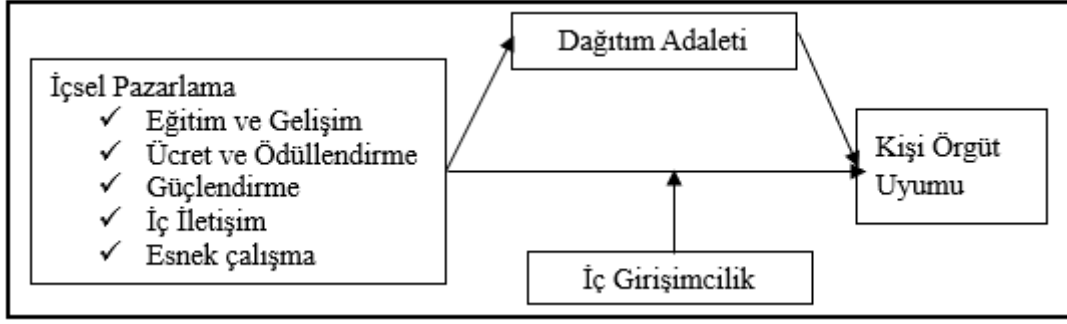 Dağıtım Adaleti
İçsel Pazarlama
✓ Eğitim ve Gelişim
✓ Ücret ve Ödüllendirme
✓ Güçlendirme
✓ İç İletişim
✓ Esnek çalışma
Kişi Örgüt
Uyumu
İç Girişimcilik